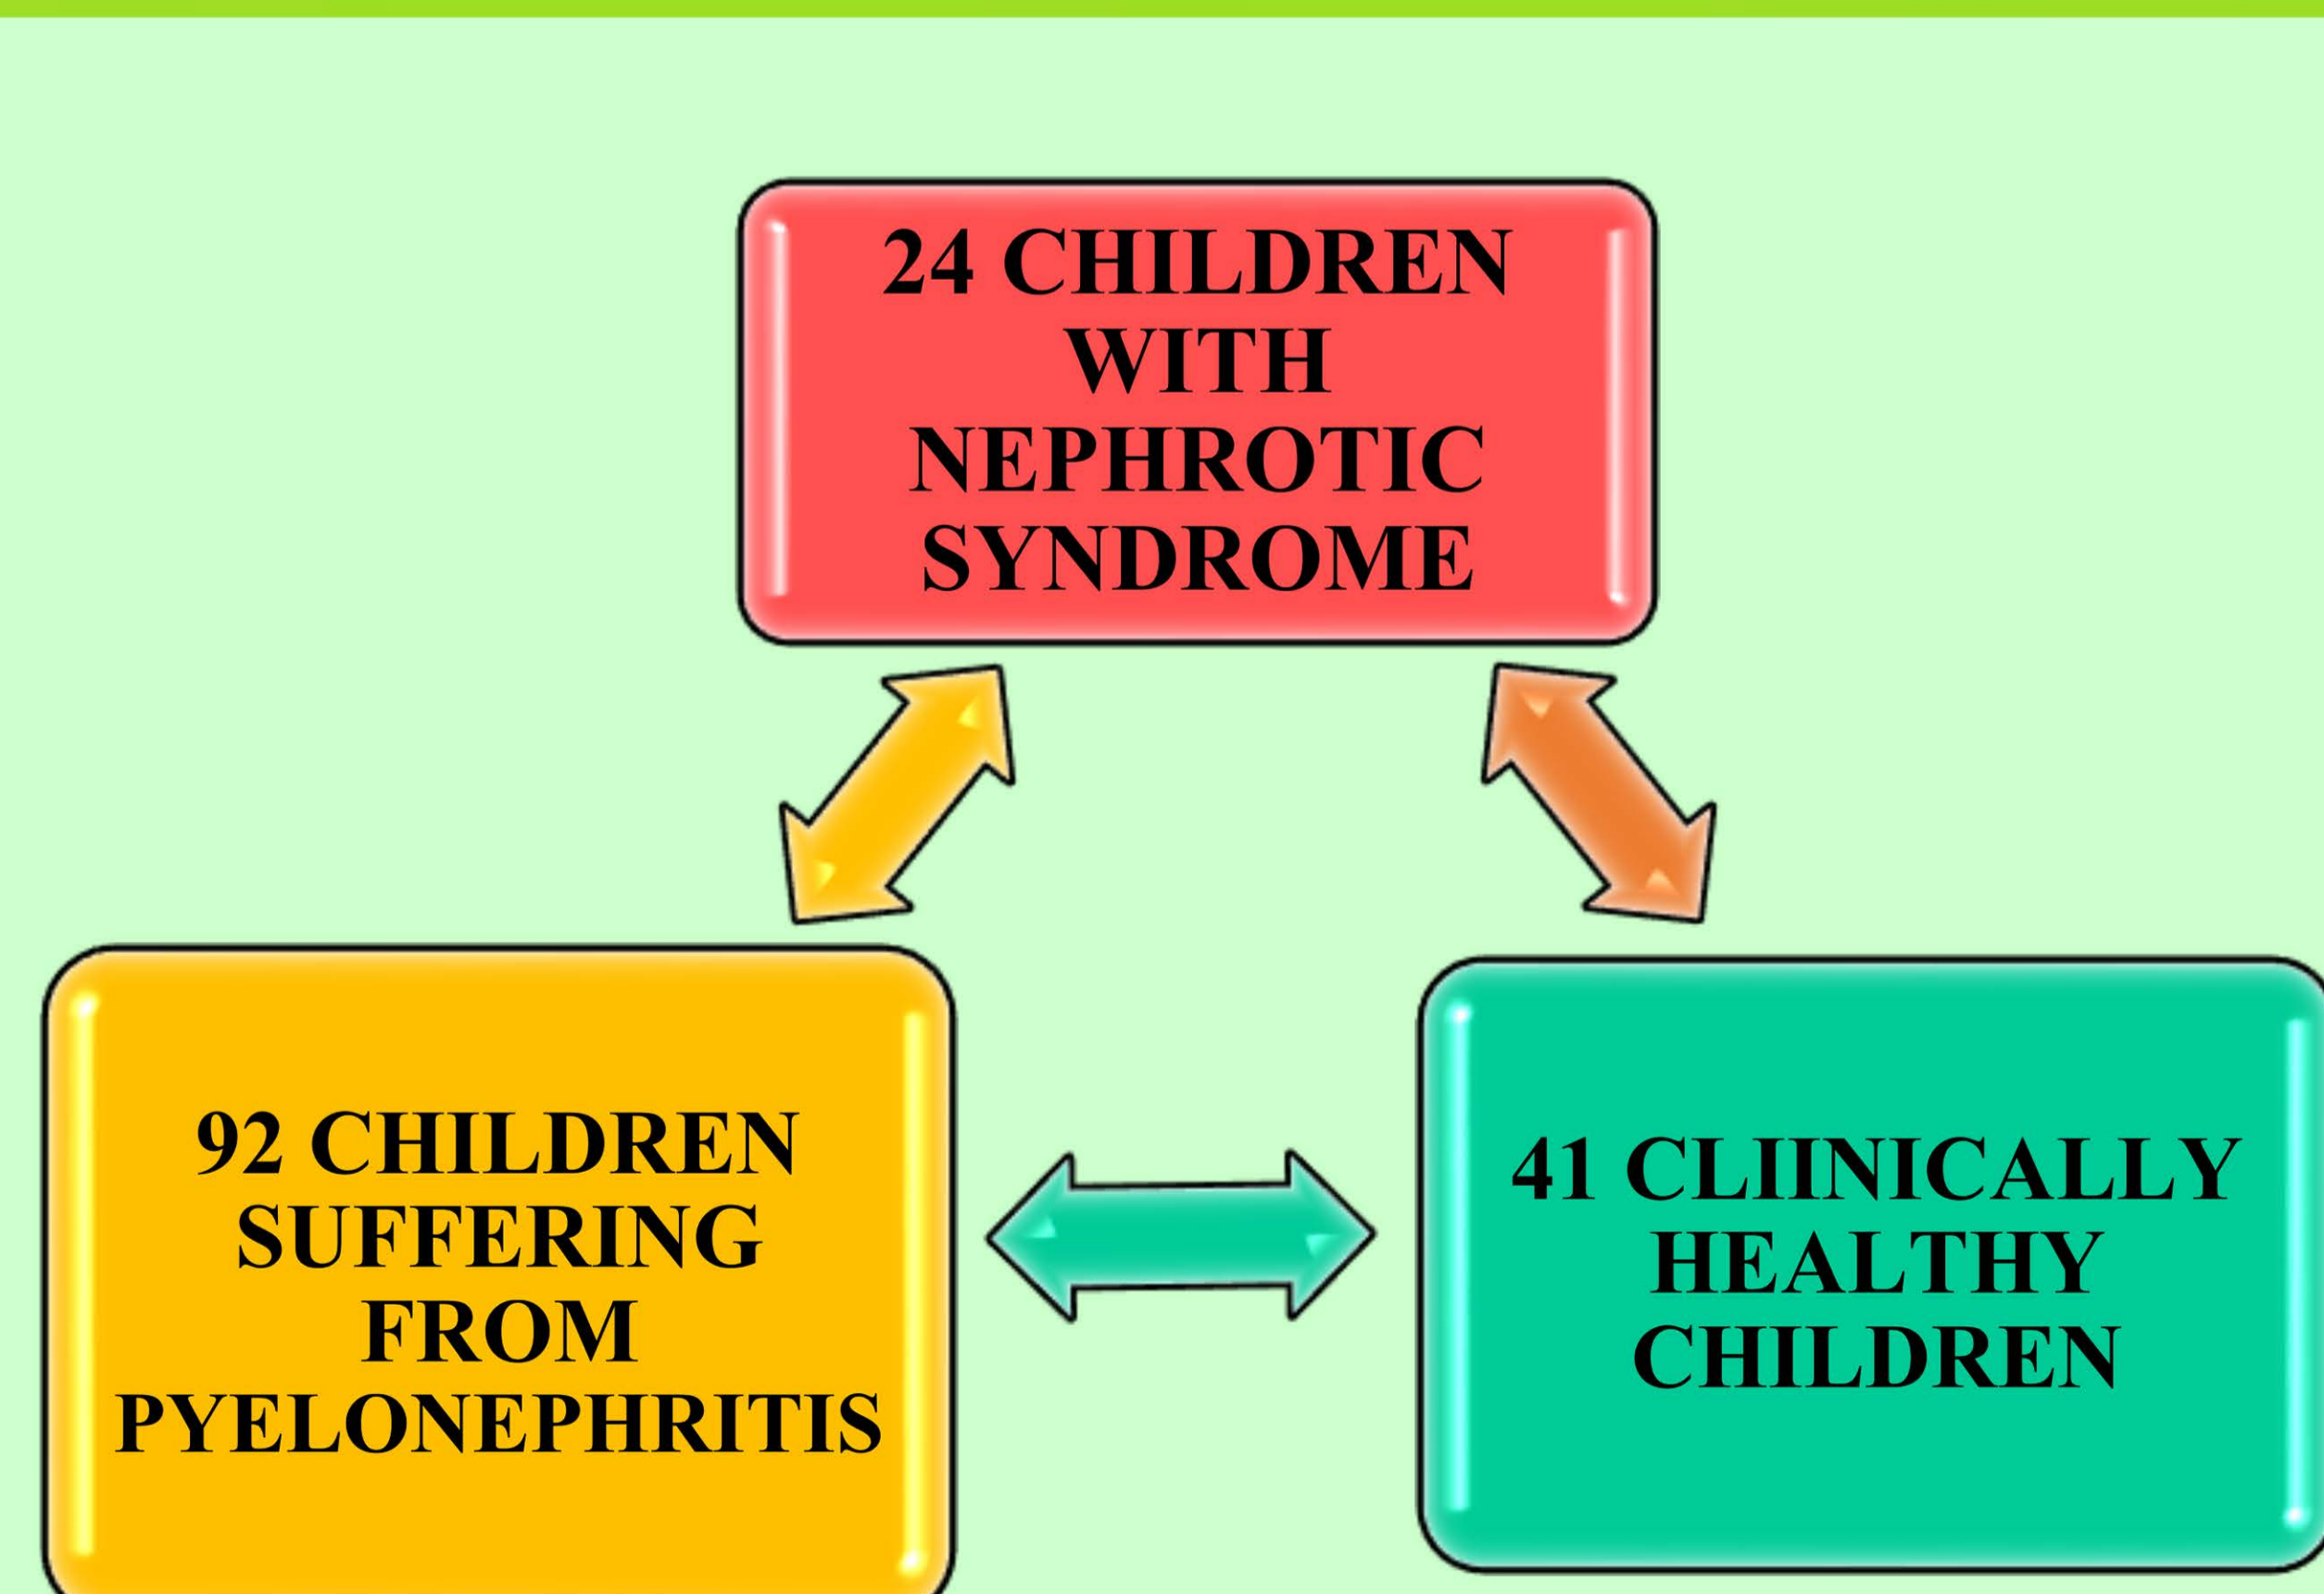 24 CHILDREN
WITH
NEPHROTIC
SYNDROME
92 CHILDREN
SUFFERING
FROM
PYELONEPHRITIS
41 CLIINICALLY
HEALTHY
CHILDREN